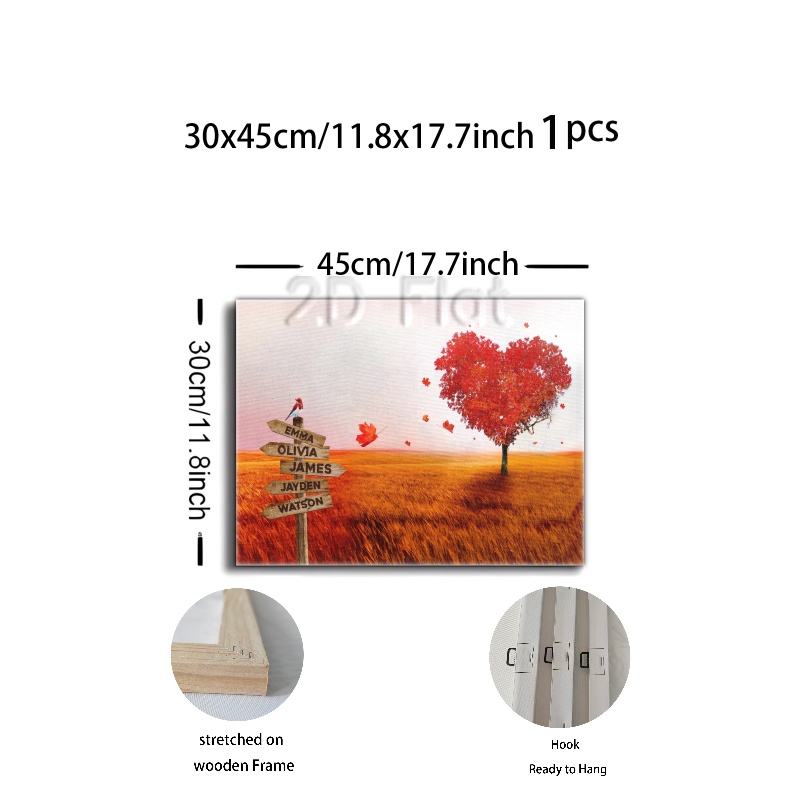 30x45cm/11.8x17.7inch 1pcs
45cm/17.7inch
2D Flat
30cm/11.8inch
EMMA
OLIVIA
JAMES
JAYDEN
WATSON
stretched on
wooden Frame
Hook
Ready to Hang